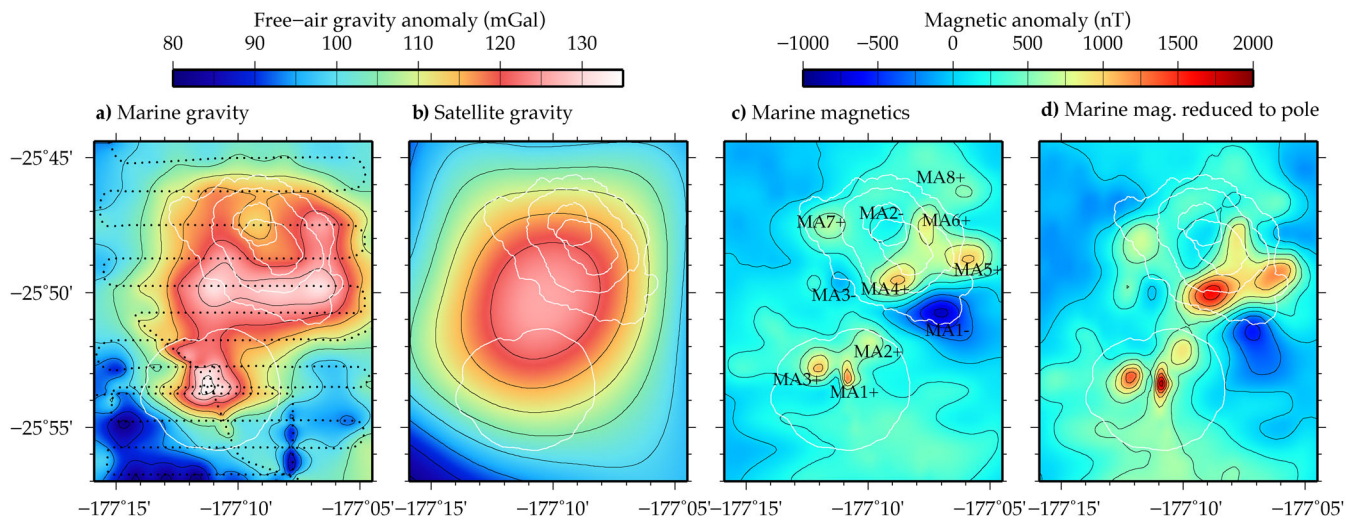 Free−air gravity anomaly (mGal)
80 90 100 110 120 130
Magnetic anomaly (nT)
−1000 −500 0 500 1000 1500 2000
a) Marine gravity
b) Satellite gravity
c) Marine magnetics
d) Marine mag. reduced to pole
−25°45'
−25°50'
−25°55'
MA8+
MA7+
MA2-
MA6+
MA5+
MA3-
MA4+
MA1-
MA2+
MA3+
MA1+
−177°15' −177°10' −177°05'
−177°15' −177°10' −177°05'
−177°15' −177°10' −177°05'
−177°15' −177°10' −177°05'